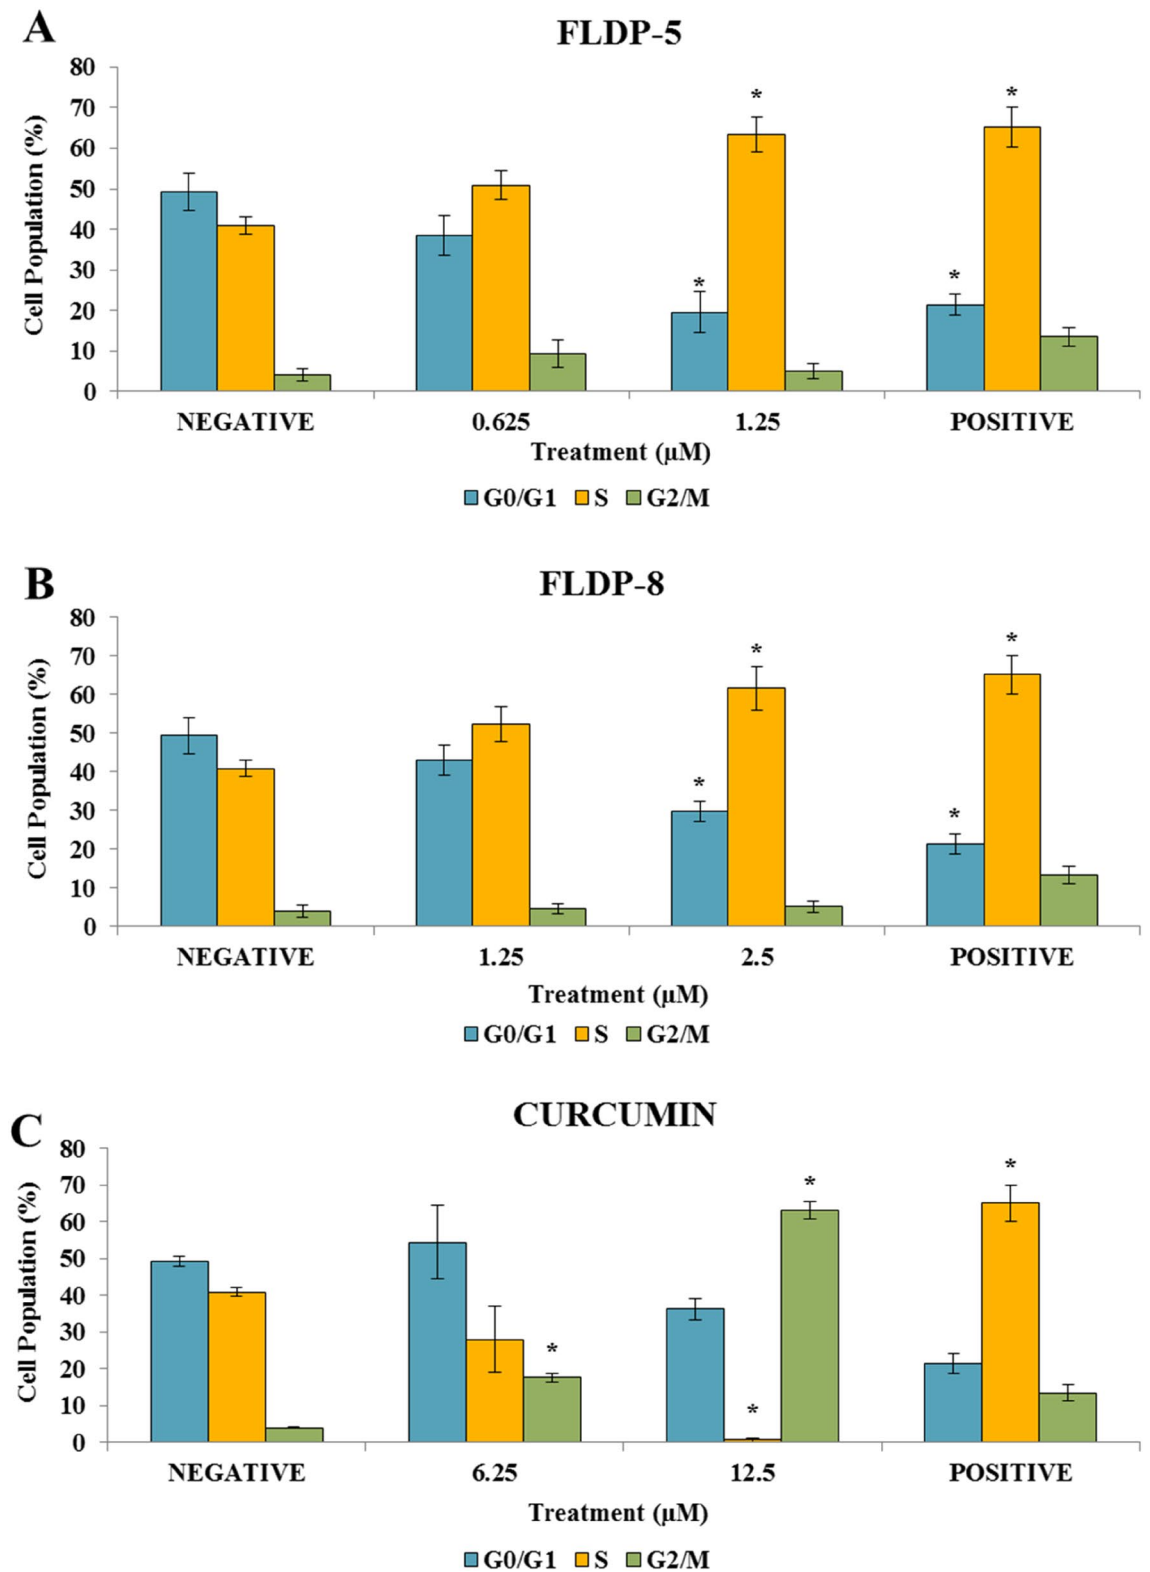 A
FLDP-5
Cell Population (%)
80
70
60
50
40
30
20
10
0
* * * *
NEGATIVE 0.625 1.25 POSITIVE
Treatment (μM)
G0/G1 S G2/M
B
FLDP-8
Cell Population (%)
80
70
60
50
40
30
20
10
0
* * * *
NEGATIVE 1.25 2.5 POSITIVE
Treatment (μM)
G0/G1 S G2/M
C
CURCUMIN
Cell Population (%)
80
70
60
50
40
30
20
10
0
* * * *
NEGATIVE 6.25 12.5 POSITIVE
Treatment (μM)
G0/G1 S G2/M